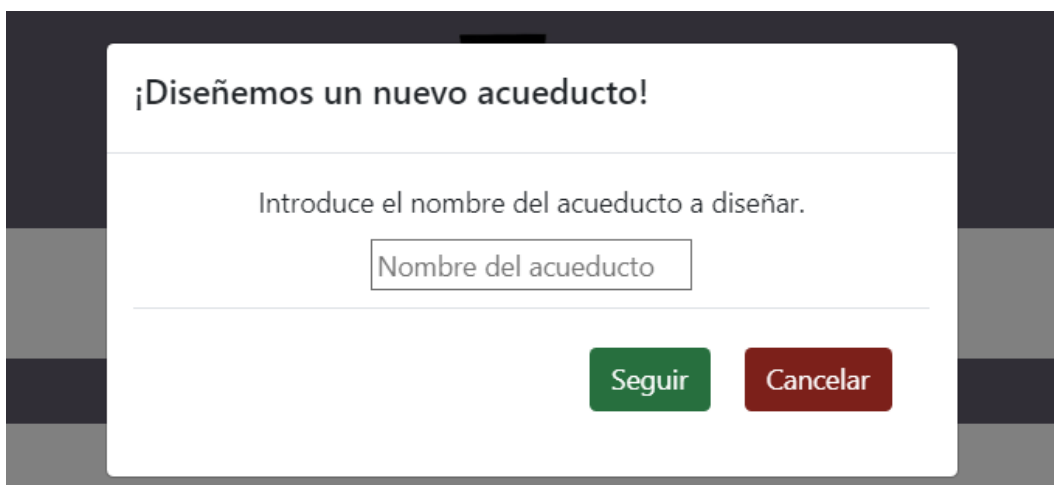 ¡Diseñemos un nuevo acueducto!
Introduce el nombre del acueducto a diseñar.
Nombre del acueducto
Seguir Cancelar